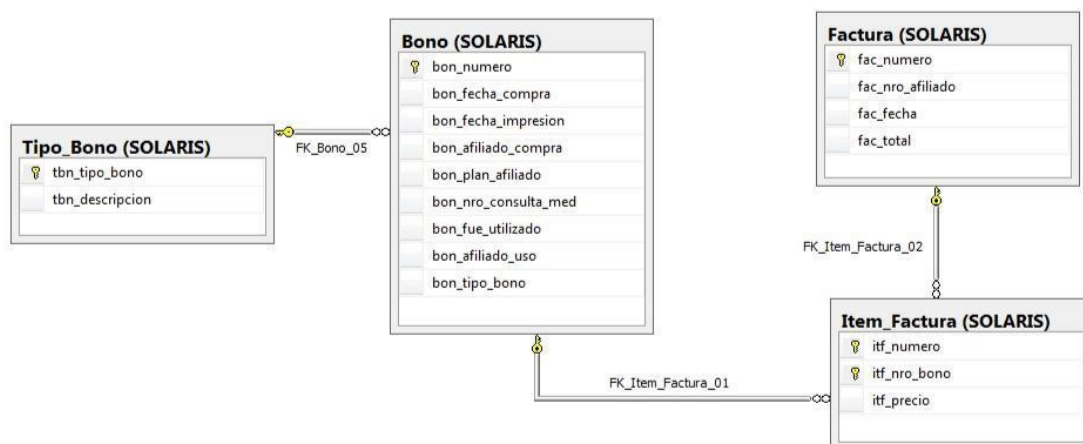 Tipo_Bono (SOLARIS)
tbn_tipo_bono
tbn_descripcion
FK_Bono_05
Bono (SOLARIS)
bon_numero
bon_fecha_compra
bon_fecha_impresion
bon_afiliado_compra
bon_plan_afiliado
bon_nro_consulta_med
bon_fue_utilizado
bon_afiliado_uso
bon_tipo_bono
Factura (SOLARIS)
fac_numero
fac_nro_afiliado
fac_fecha
fac_total
FK_Item_Factura_02
Item_Factura (SOLARIS)
itf_numero
itf_nro_bono
itf_precio
FK_Item_Factura_01